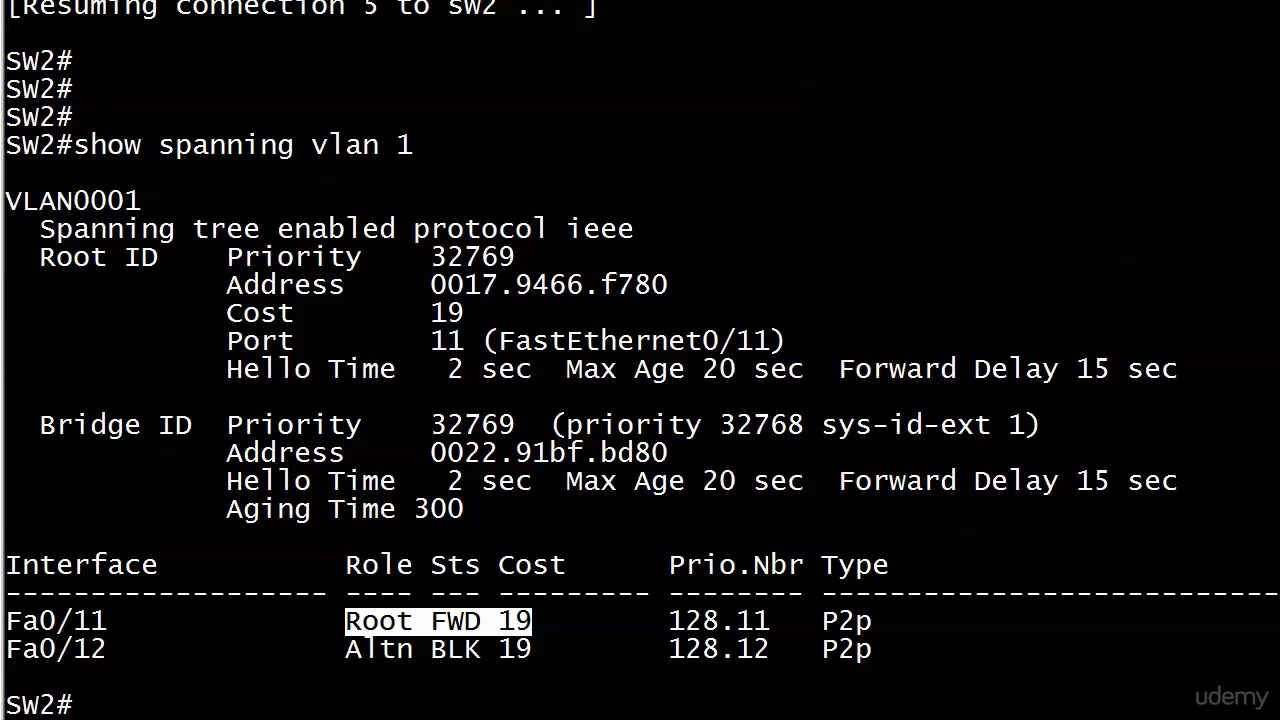 [Resuming connection 5 to sw2 ... ]
SW2#
SW2#
SW2#
SW2#show spanning vlan 1
VLAN0001
Spanning tree enabled protocol ieee
Root ID Priority 32769
Address 0017.9466.f780
Cost 19
Port 11 (FastEthernet0/11)
Hello Time 2 sec Max Age 20 sec Forward Delay 15 sec
Bridge ID Priority 32769 (priority 32768 sys-id-ext 1)
Address 0022.91bf.bd80
Hello Time 2 sec Max Age 20 sec Forward Delay 15 sec
Aging Time 300
Interface Role Sts Cost Prio.Nbr Type
------------------- ---- --- --------- -------- ---------------------------
Fa0/11 Root FWD 19 128.11 P2p
Fa0/12 Altn BLK 19 128.12 P2p
SW2#
udemy